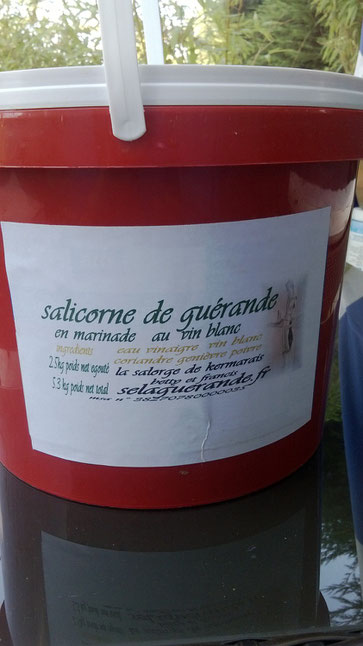 salicorne de guérande
en marinade au vin blanc
ingredients eau vinaigre vin blanc
coriandre genièvre poivre
2.5kg poids net egoutté la salorge de kermarais
betty et francis
5.3 kg poids net total selaguerande.fr